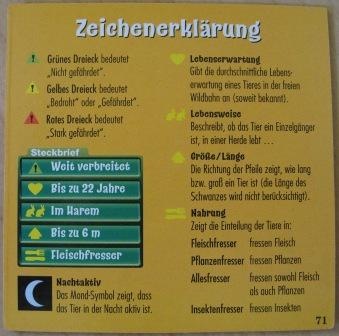 Zeichenerklärung
Grünes Dreieck bedeutet
„Nicht gefährdet".
Gelbes Dreieck bedeutet
„Bedroht" oder „Gefährdet".
Rotes Dreieck bedeutet
„Stark gefährdet".
Steckbrief
Weit verbreitet
Bis zu 22 Jahre
Im Harem
Bis zu 6 m
Fleischfresser
Nachtaktiv
Das Mond-Symbol zeigt, dass
das Tier in der Nacht aktiv ist.
Lebenserwartung
Gibt die durchschnittliche Lebens-
erwartung eines Tieres in der freien
Wildbahn an (soweit bekannt).
Lebensweise
Beschreibt, ob das Tier ein Einzelgänger
ist, in einer Herde lebt ...
Größe/Länge
Die Richtung der Pfeile zeigt, wie lang
bzw. groß ein Tier ist (die Länge des
Schwanzes wird nicht berücksichtigt).
Nahrung
Zeigt die Einteilung der Tiere in:
Fleischfresser fressen Fleisch
Pflanzenfresser fressen Pflanzen
Allesfresser fressen sowohl Fleisch
als auch Pflanzen
Insektenfresser fressen Insekten
71